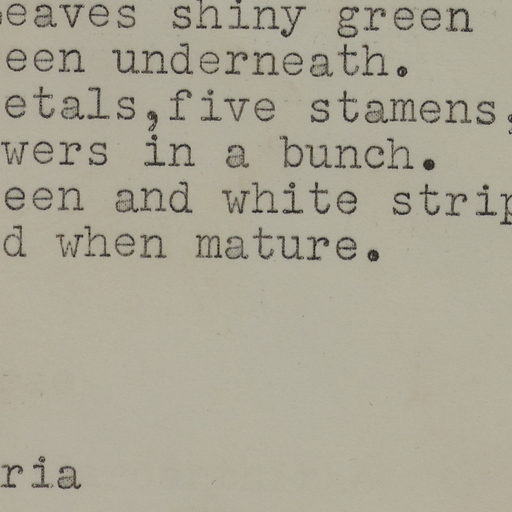 eaves shiny green
een underneath.
etals,five stamens,
wers in a bunch.
een and white strip
d when mature.
ria